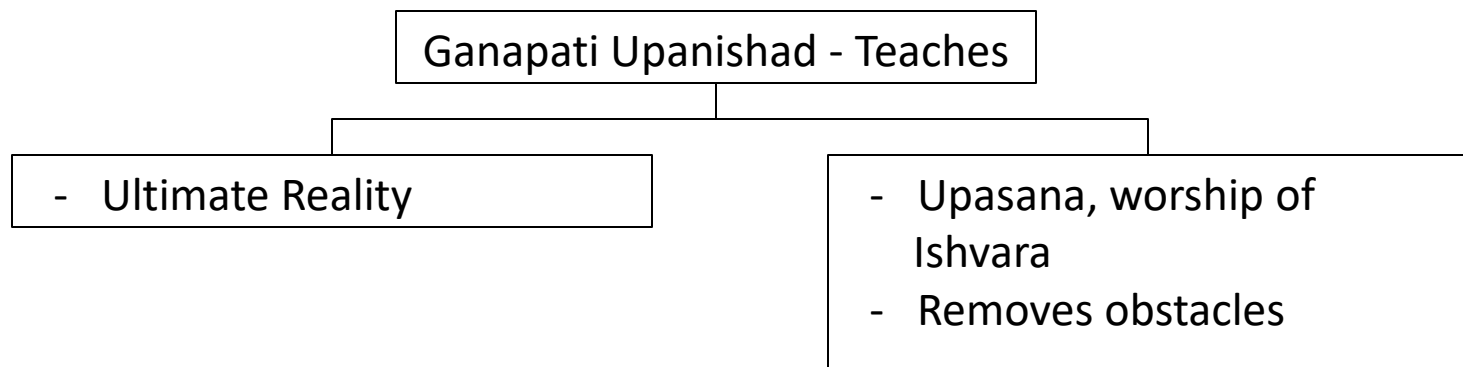 Ganapati Upanishad - Teaches
- Ultimate Reality
- Upasana, worship of
Ishvara
- Removes obstacles